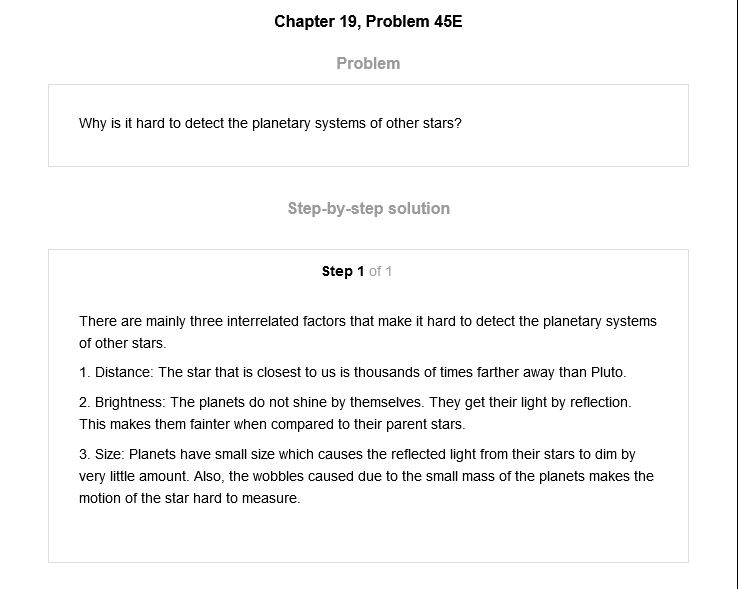 Chapter 19, Problem 45E
Problem
Why is it hard to detect the planetary systems of other stars?
Step-by-step solution
Step 1 of 1
There are mainly three interrelated factors that make it hard to detect the planetary systems
of other stars.
1. Distance: The star that is closest to us is thousands of times farther away than Pluto.
2. Brightness: The planets do not shine by themselves. They get their light by reflection.
This makes them fainter when compared to their parent stars.
3. Size: Planets have small size which causes the reflected light from their stars to dim by
very little amount. Also, the wobbles caused due to the small mass of the planets makes the
motion of the star hard to measure.